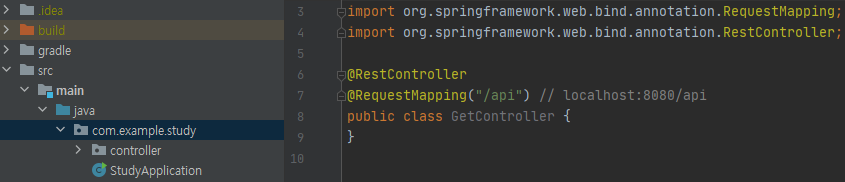 .idea
build
gradle
src
main
java
com.example.study
controller
StudyApplication
3 import org.springframework.web.bind.annotation.RequestMapping;
4 import org.springframework.web.bind.annotation.RestController;
5
6 @RestController
7 @RequestMapping("/api") // localhost:8080/api
8 public class GetController {
9 }
10